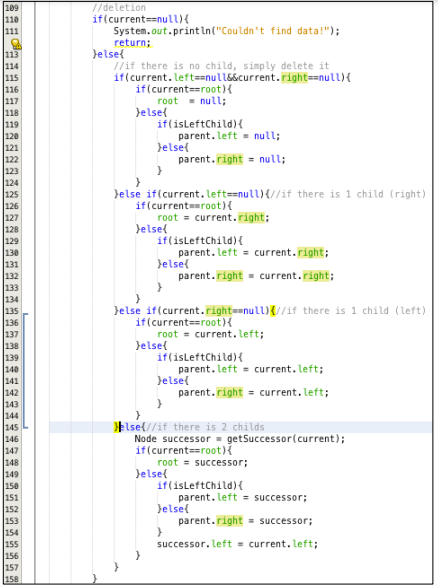 109 //deletion
110 if(current==null){
111 System.out.println("Couldn't find data!");
return;
113 }else{
114 //if there is no child, simply delete it
115 if(current.left==null&&current.right==null){
116 if(current==root){
117 root  = null;
118 }else{
119 if(isLeftChild){
120 parent.left = null;
121 }else{
122 parent.right = null;
123 }
124 }
125 }else if(current.left==null){//if there is 1 child (right)
126 if(current==root){
127 root = current.right;
128 }else{
129 if(isLeftChild){
130 parent.left = current.right;
131 }else{
132 parent.right = current.right;
133 }
134 }
135 }else if(current.right==null){//if there is 1 child (left)
136 if(current==root){
137 root = current.left;
138 }else{
139 if(isLeftChild){
140 parent.left = current.left;
141 }else{
142 parent.right = current.left;
143 }
144 }
145 }else{//if there is 2 childs
146 Node successor = getSuccessor(current);
147 if(current==root){
148 root = successor;
149 }else{
150 if(isLeftChild){
151 parent.left = successor;
152 }else{
153 parent.right = successor;
154 }
155 successor.left = current.left;
156 }
157 }
158 }